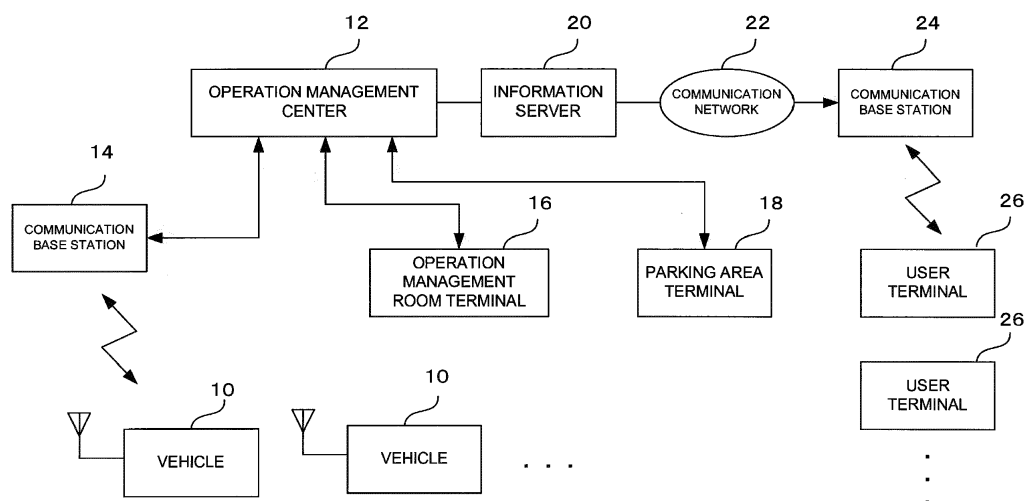 12
20
22
24
OPERATION MANAGEMENT
CENTER
INFORMATION
SERVER
COMMUNICATION
NETWORK
COMMUNICATION
BASE STATION
14
COMMUNICATION
BASE STATION
16
18
26
OPERATION
MANAGEMENT
ROOM TERMINAL
PARKING AREA
TERMINAL
USER
TERMINAL
26
USER
TERMINAL
10
10
VEHICLE
VEHICLE
. . .